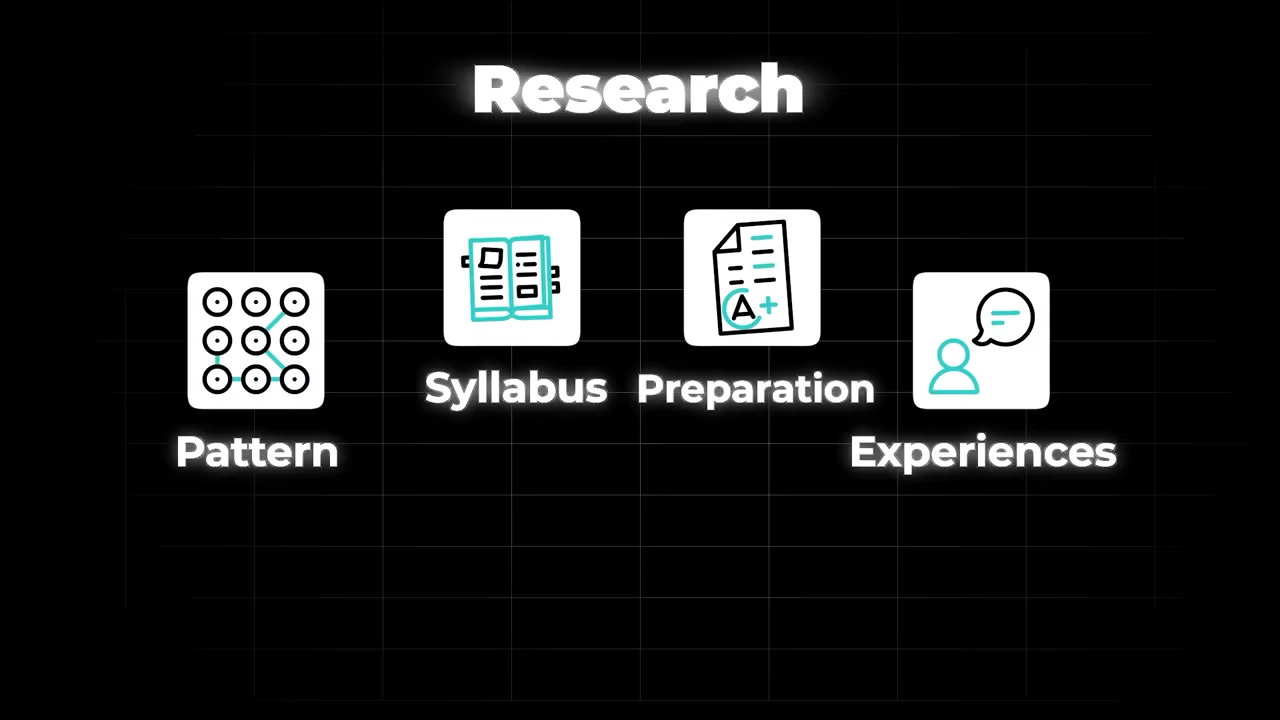 Research
Syllabus
Preparation
Pattern
Experiences
A+